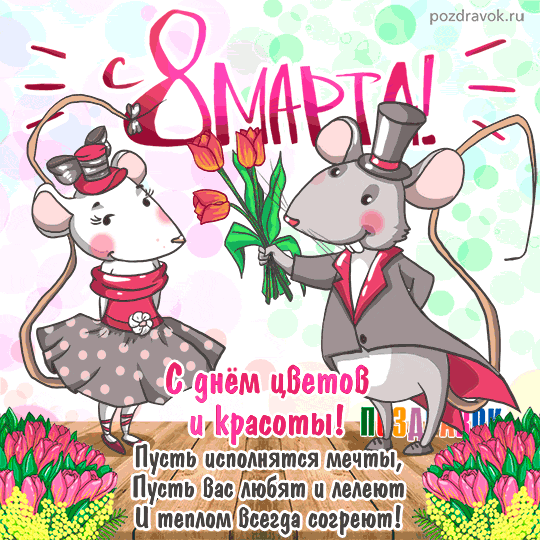 pozdravok.ru
с 8 МАРТА!
С днём цветов
и красоты!
Пусть исполнятся мечты,
Пусть Вас любят и лелеют
И теплом Всегда согреют!